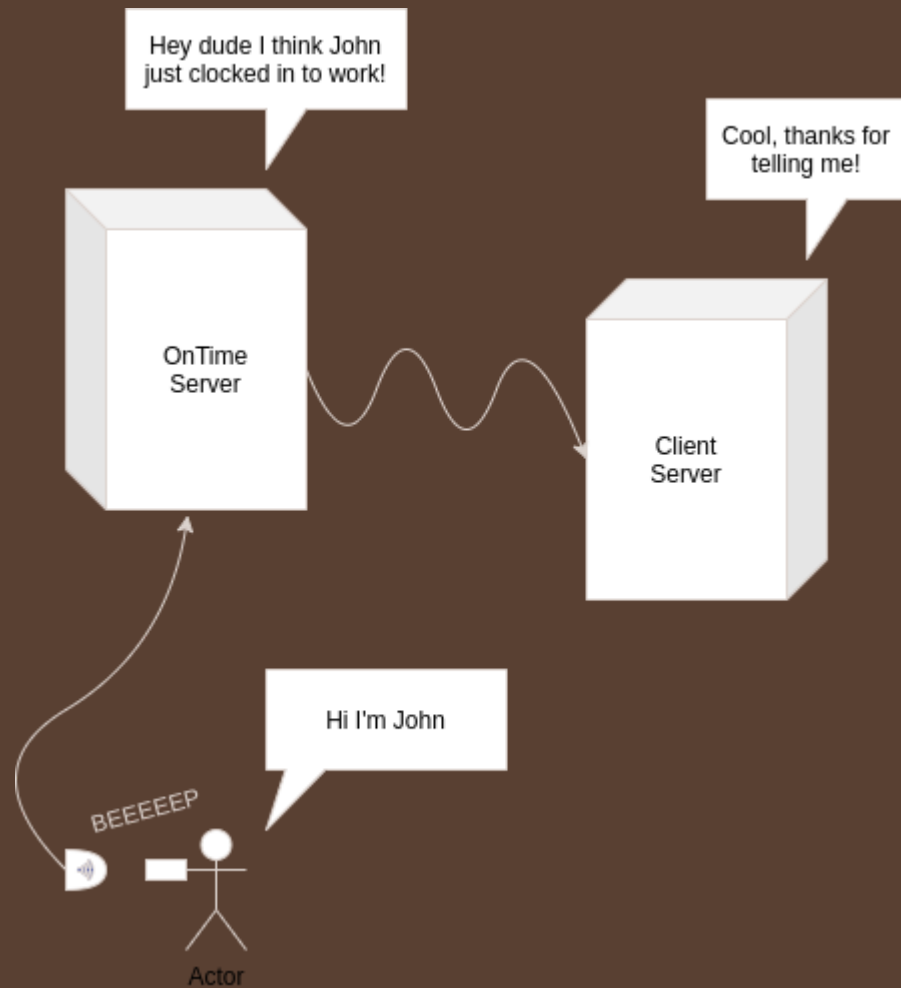 Hey dude I think John
just clocked in to work!
Cool, thanks for
telling me!
OnTime
Server
Client
Server
Hi I'm John
BEEEEEP
Actor